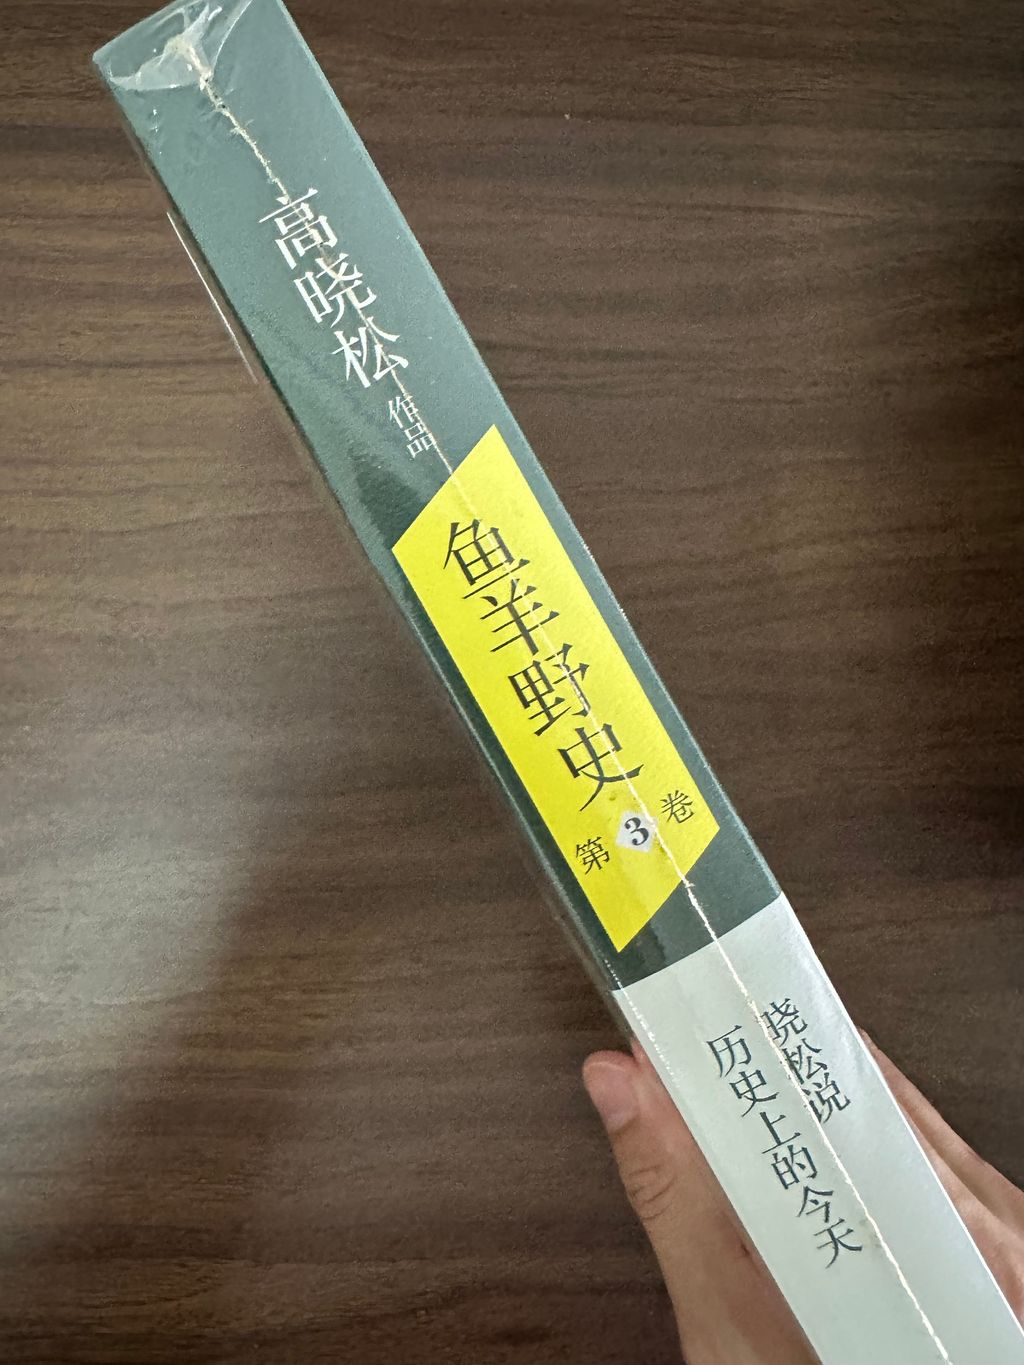 高晓松
作品
鱼羊野史
第3卷
晓松说
历史上的今天